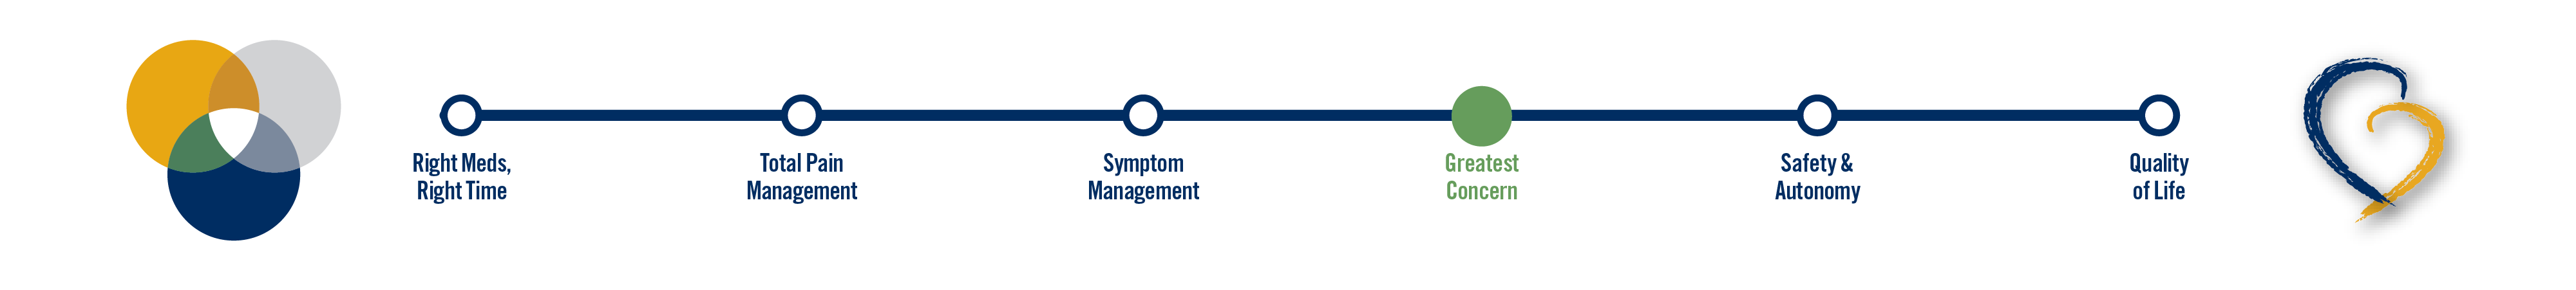 Right Meds,
Right Time
Total Pain
Management
Symptom
Management
Greatest
Concern
Safety &
Autonomy
Quality
of Life